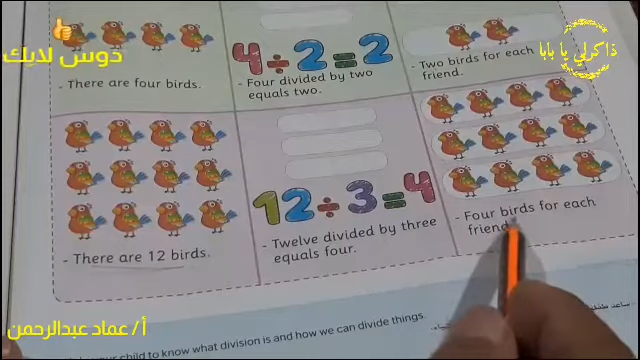 دوس لايك
ذاكرلي يا بابا
4÷2=2
- There are four birds.
- Four divided by two
equals two.
- Two birds for each
friend.
12÷3=4
- There are 12 birds.
- Twelve divided by three
equals four.
- Four birds for each
friend
أ/ عماد عبدالرحمن
your child to know what division is and how we can divide things.